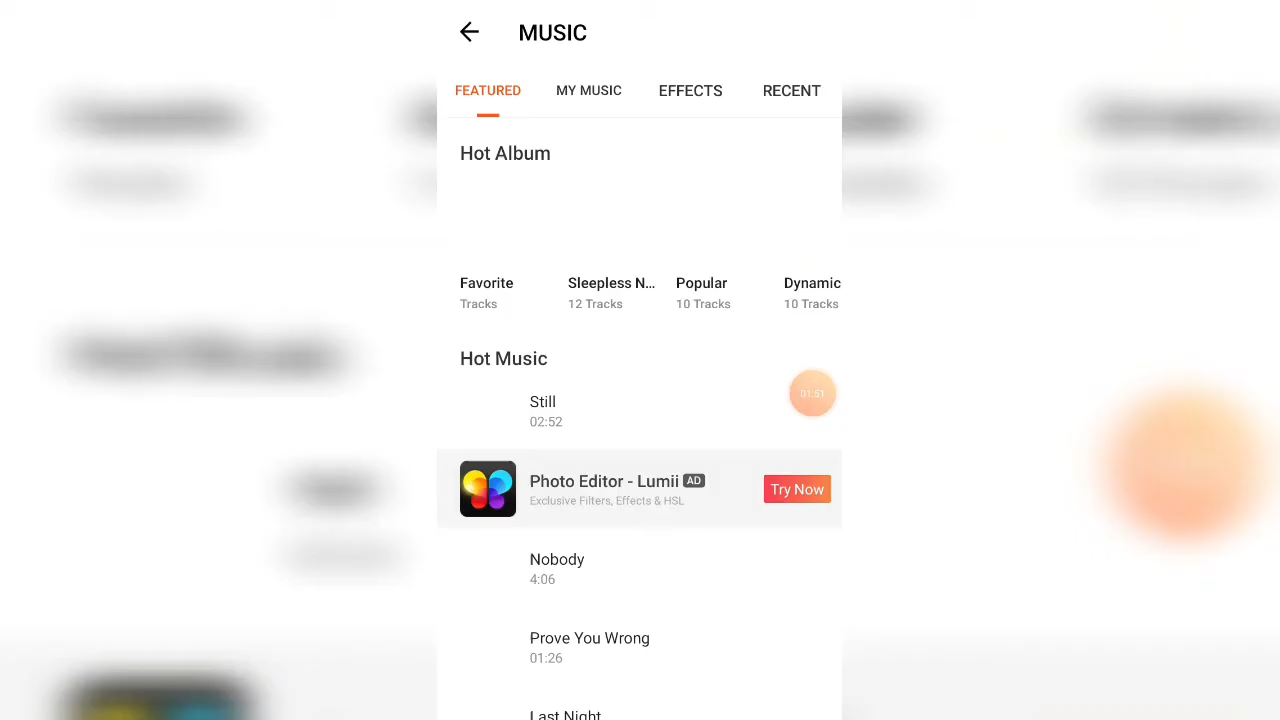 MUSIC
FEATURED MY MUSIC EFFECTS RECENT
Hot Album
Favorite Sleepless N... Popular Dynamic
Tracks 12 Tracks 10 Tracks 10 Tracks
Hot Music
Still
02:52
01:51
Photo Editor - Lumii AD
Exclusive Filters, Effects & HSL
Try Now
Nobody
4:06
Prove You Wrong
01:26
Last Night